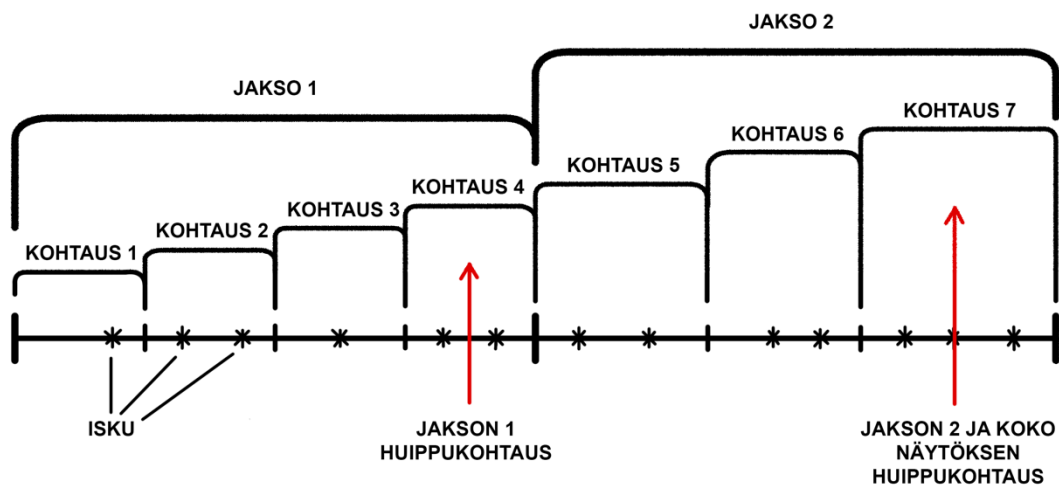 JAKSO 2
JAKSO 1
KOHTAUS 7
KOHTAUS 6
KOHTAUS 5
KOHTAUS 4
KOHTAUS 3
KOHTAUS 2
KOHTAUS 1
ISKU
JAKSON 1
HUIPPUKOHTAUS
JAKSON 2 JA KOKO
NÄYTÖKSEN
HUIPPUKOHTAUS